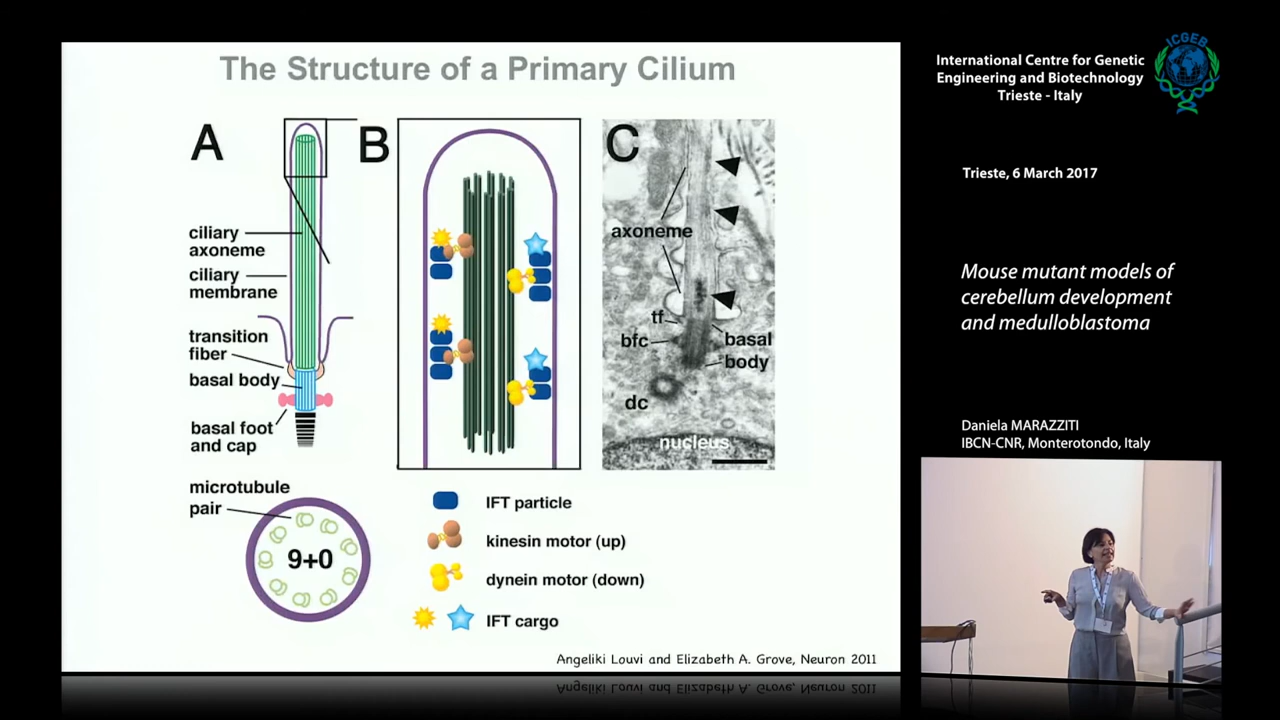 The Structure of a Primary Cilium
A
ciliary
axoneme
ciliary
membrane
transition
fiber
basal body
basal foot
and cap
microtubule
pair
9+0
B
C
axoneme
tf
bfc
basal
body
dc
nucleus
IFT particle
kinesin motor (up)
dynein motor (down)
IFT cargo
Angeliki Louvi and Elizabeth A. Grove, Neuron 2011
ICGEB
International Centre for Genetic
Engineering and Biotechnology
Trieste - Italy
Trieste, 6 March 2017
Mouse mutant models of
cerebellum development
and medulloblastoma
Daniela MARAZZITI
IBCN-CNR, Monterotondo, Italy